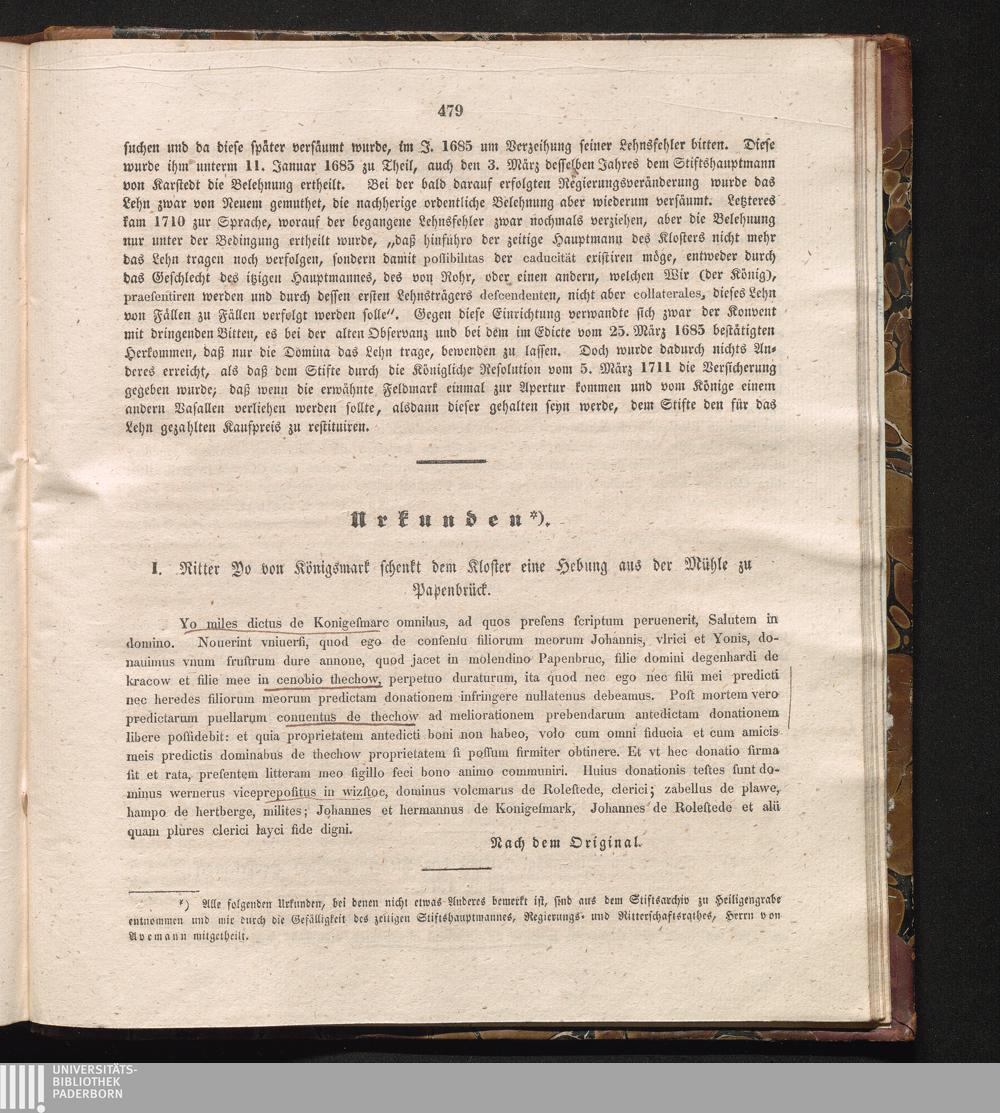 479
ſuchen und da dieſe ſpäter verſäumt wurde, im J. 1685 um Verzeihung ſeiner Lehnsfehler bitten. Dieſe
wurde ihm unterm 11. Januar 1685 zu Theil, auch den 3. März deſſelben Jahres dem Stiftshauptmann
von Karſtedt die Belehnung ertheilt. Bei der bald darauf erfolgten Regierungsveränderung wurde das
Lehn zwar von Neuem gemuthet, die nachherige ordentliche Belehnung aber wiederum verſäumt. Letzteres
kam 1710 zur Sprache, worauf der begangene Lehnsfehler zwar nochmals verziehen, aber die Belehnung
nur unter der Bedingung ertheilt wurde, „daß hinführo der zeitige Hauptmann des Kloſters nicht mehr
das Lehn tragen noch verfolgen, ſondern damit poſſibilitas der caducität exiſtiren möge, entweder durch
das Geſchlecht des itzigen Hauptmannes, des von Rohr, oder einen andern, welchen Wir (der König),
praeſentiren werden und durch deſſen erſten Lehnsträgers deſcendenten, nicht aber collaterales, dieſes Lehn
von Fällen zu Fällen verfolgt werden ſolle“. Gegen dieſe Einrichtung verwandte ſich zwar der Konvent
mit dringenden Bitten, es bei der alten Obſervanz und bei dem im Edicte vom 25. März 1685 beſtätigten
Herkommen, daß nur die Domina das Lehn trage, bewenden zu laſſen. Doch wurde dadurch nichts An-
deres erreicht, als daß dem Stifte durch die Königliche Reſolution vom 5. März 1711 die Verſicherung
gegeben wurde; daß wenn die erwähnte Feldmark einmal zur Apertur kommen und vom Könige einem
andern Vaſallen verliehen werden ſollte, alsdann dieſer gehalten ſeyn werde, dem Stifte den für das
Lehn gezahlten Kaufpreis zu reſtituiren.
Urkunden*).
I. Ritter Yo von Königsmark ſchenkt dem Kloſter eine Hebung aus der Mühle zu
Papenbrück.
Yo miles dictus de Konigeſmarc omnibus, ad quos preſens ſcriptum peruenerit, Salutem in
domino. Nouerint vniuerſi, quod ego de conſenſu filiorum meorum Johannis, vlrici et Yonis, do-
nauimus vnum fruſtrum dure annone, quod jacet in molendino Papenbruc, filie domini degenhardi de
kracow et filie mee in cenobio thechow, perpetuo duraturum, ita quod nec ego nec filii mei predicti
nec heredes filiorum meorum predictam donationem infringere nullatenus debeamus. Poſt mortem vero
predictarum puellarum conuentus de thechow ad meliorationem prebendarum antedictam donationem
libere poſſidebit: et quia proprietatem antedicti boni non habeo, volo cum omni fiducia et cum amicis
meis predictis dominabus de thechow proprietatem ſi poſſum firmiter obtinere. Et vt hec donatio firma
ſit et rata, preſentem litteram meo ſigillo feci bono animo communiri. Huius donationis teſtes ſunt do-
minus wernerus viceprepoſitus in wizſtoc, dominus volcmarus de Roleſtede, clerici; zabellus de plawe,
hampo de hertberge, milites; Johannes et hermannus de Konigeſmark, Johannes de Roleſtede et alii
quam plures clerici layci fide digni.
Nach dem Original.
*) Alle folgenden Urkunden, bei denen nicht etwas Anderes bemerkt iſt, ſind aus dem Stiftsarchiv zu Heiligengrabe
entnommen und mir durch die Gefälligkeit des zeitigen Stiftshauptmannes, Regierungs- und Ritterſchaftsrathes, Herrn von
Avemann mitgetheilt.
UNIVERSITÄTS-
BIBLIOTHEK
PADERBORN